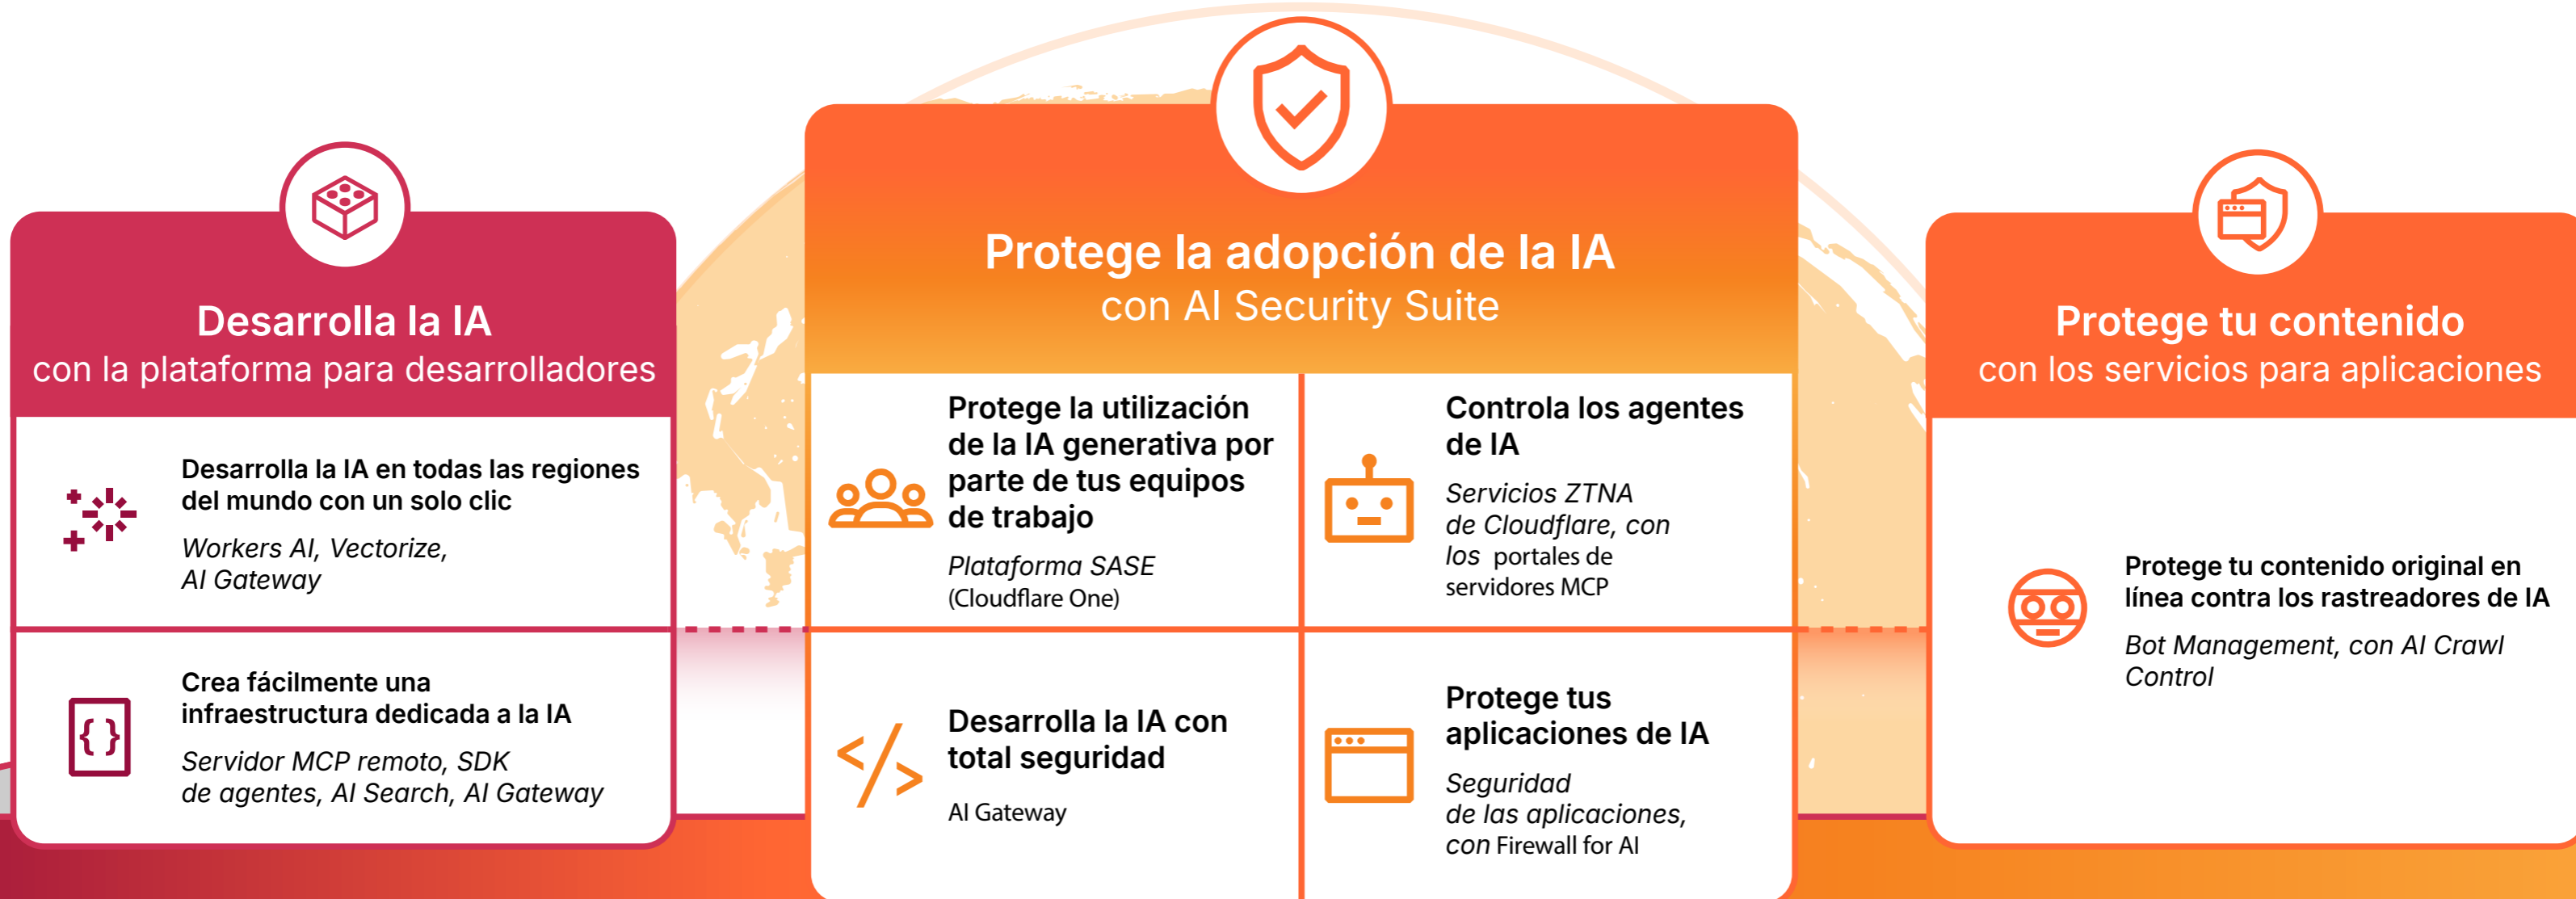 Desarrolla la IA
con la plataforma para desarrolladores
Desarrolla la IA en todas las regiones
del mundo con un solo clic
Workers AI, Vectorize,
AI Gateway
Crea fácilmente una
infraestructura dedicada a la IA
Servidor MCP remoto, SDK
de agentes, AI Search, AI Gateway
Protege la adopción de la IA
con AI Security Suite
Protege la utilización
de la IA generativa por
parte de tus equipos
de trabajo
Plataforma SASE
(Cloudflare One)
Controla los agentes
de IA
Servicios ZTNA
de Cloudflare, con
los portales de
servidores MCP
Desarrolla la IA con
total seguridad
AI Gateway
Protege tus
aplicaciones de IA
Seguridad
de las aplicaciones,
con Firewall for AI
Protege tu contenido
con los servicios para aplicaciones
Protege tu contenido original en
línea contra los rastreadores de IA
Bot Management, con AI Crawl
Control